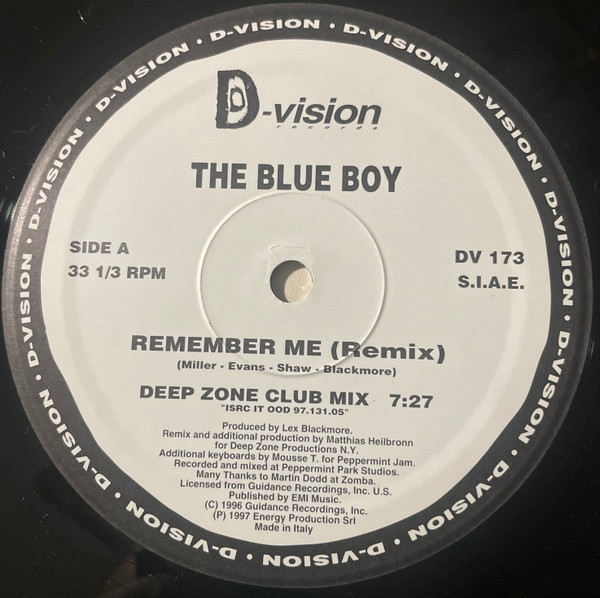 D-VISION • D-VISION • D-VISION • D-VISION • D-VISION • D-VISION • D-VISION • D-VISION • D-VISION • D-VISION • D-VISION • D-VISION •
D-vision
records
THE BLUE BOY
SIDE A
33 1/3 RPM
DV 173
S.I.A.E.
REMEMBER ME (Remix)
(Miller - Evans - Shaw - Blackmore)
DEEP ZONE CLUB MIX 7:27
"ISRC IT OOD 97.131.05"
Produced by Lex Blackmore.
Remix and additional production by Matthias Heilbronn
for Deep Zone Productions N.Y.
Additional keyboards by Mousse T. for Peppermint Jam.
Recorded and mixed at Peppermint Park Studios.
Many Thanks to Martin Dodd at Zomba.
Licensed from Guidance Recordings, Inc. U.S.
Published by EMI Music.
(C) 1996 Guidance Recordings, Inc.
(P) 1997 Energy Production Srl
Made in Italy